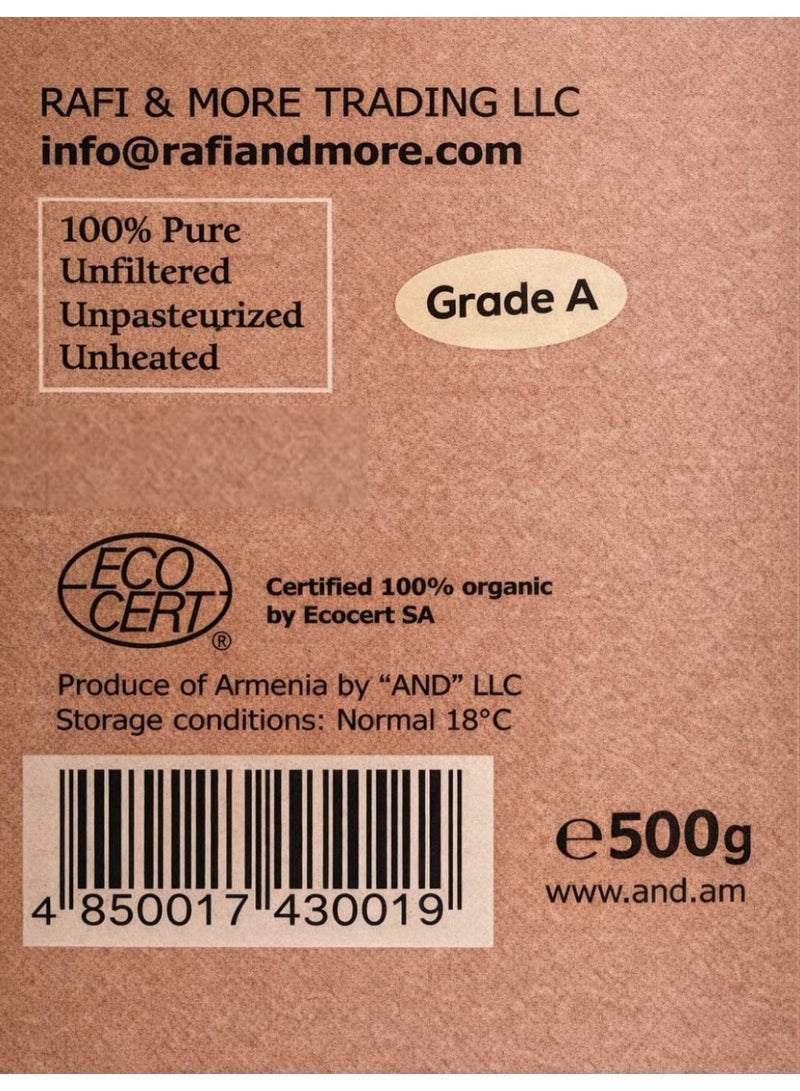 RAFI & MORE TRADING LLC
info@rafiandmore.com
100% Pure
Unfiltered
Unpasteurized
Unheated
Grade A
ECO
CERT
®
Certified 100% organic
by Ecocert SA
Produce of Armenia by “AND” LLC
Storage conditions: Normal 18°C
4 850017 430019
℮500g
www.and.am